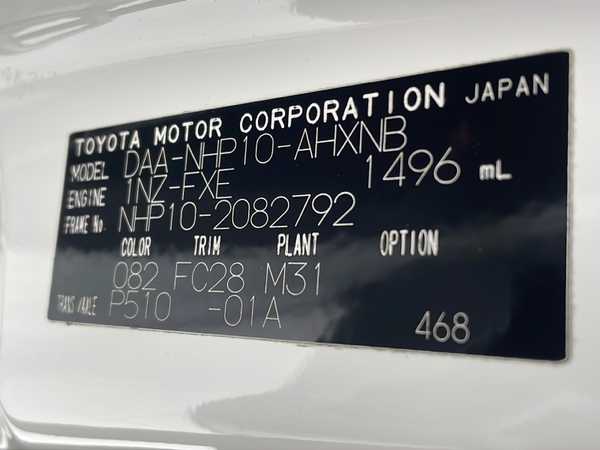 TOYOTA MOTOR CORPORATION JAPAN
MODEL DAA-NHP10-AHXNB
ENGINE 1NZ-FXE 1496 mL
FRAME No. NHP10-2082792
COLOR TRIM PLANT OPTION
082 FC28 M31
TRANS/AXLE P510 -01A
468